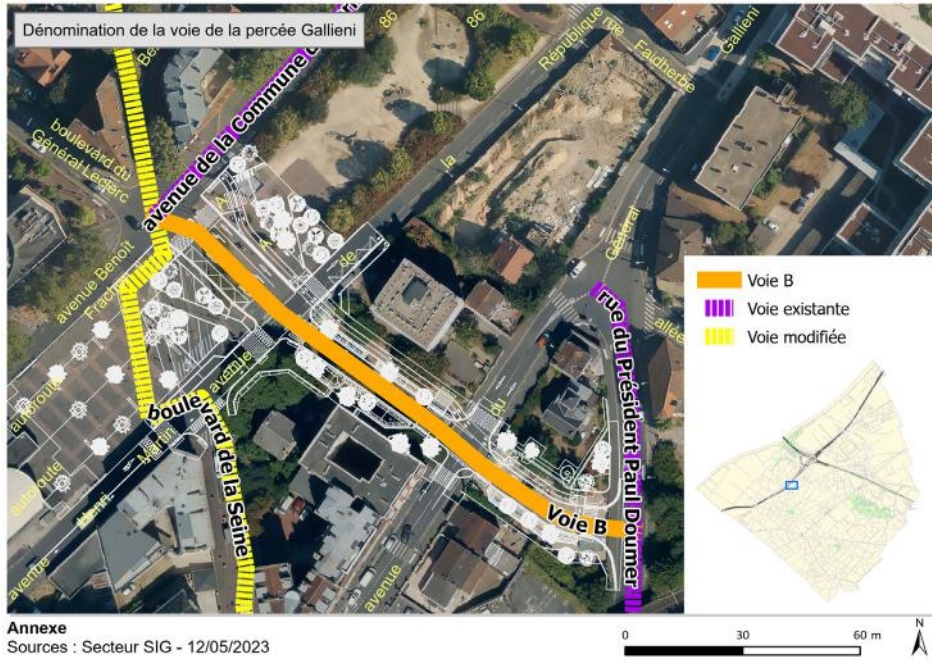 Dénomination de la voie de la percée Gallieni
avenue de la Commune de
86
86
République
rue
Faidherbe
Gallieni
boulevard du
Général Leclerc
avenue Benoît
Frachon
A
A
de
la
Général
du
allée
rue du Président Paul Doumer
autoroute
autoroute
avenue
Henri
Martin
avenue
boulevard de la Seine
avenue
Voie B
Voie B
Voie existante
Voie modifiée
Annexe
Sources : Secteur SIG - 12/05/2023
0 30 60 m
N